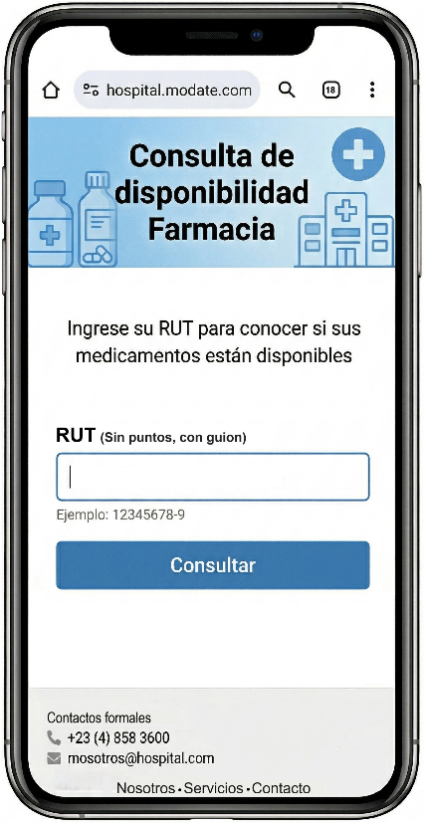 hospital.modate.com
18
Consulta de
disponibilidad
Farmacia
Ingrese su RUT para conocer si sus
medicamentos están disponibles
RUT (Sin puntos, con guion)
Ejemplo: 12345678-9
Consultar
Contactos formales
+23 (4) 858 3600
mosotros@hospital.com
Nosotros • Servicios • Contacto